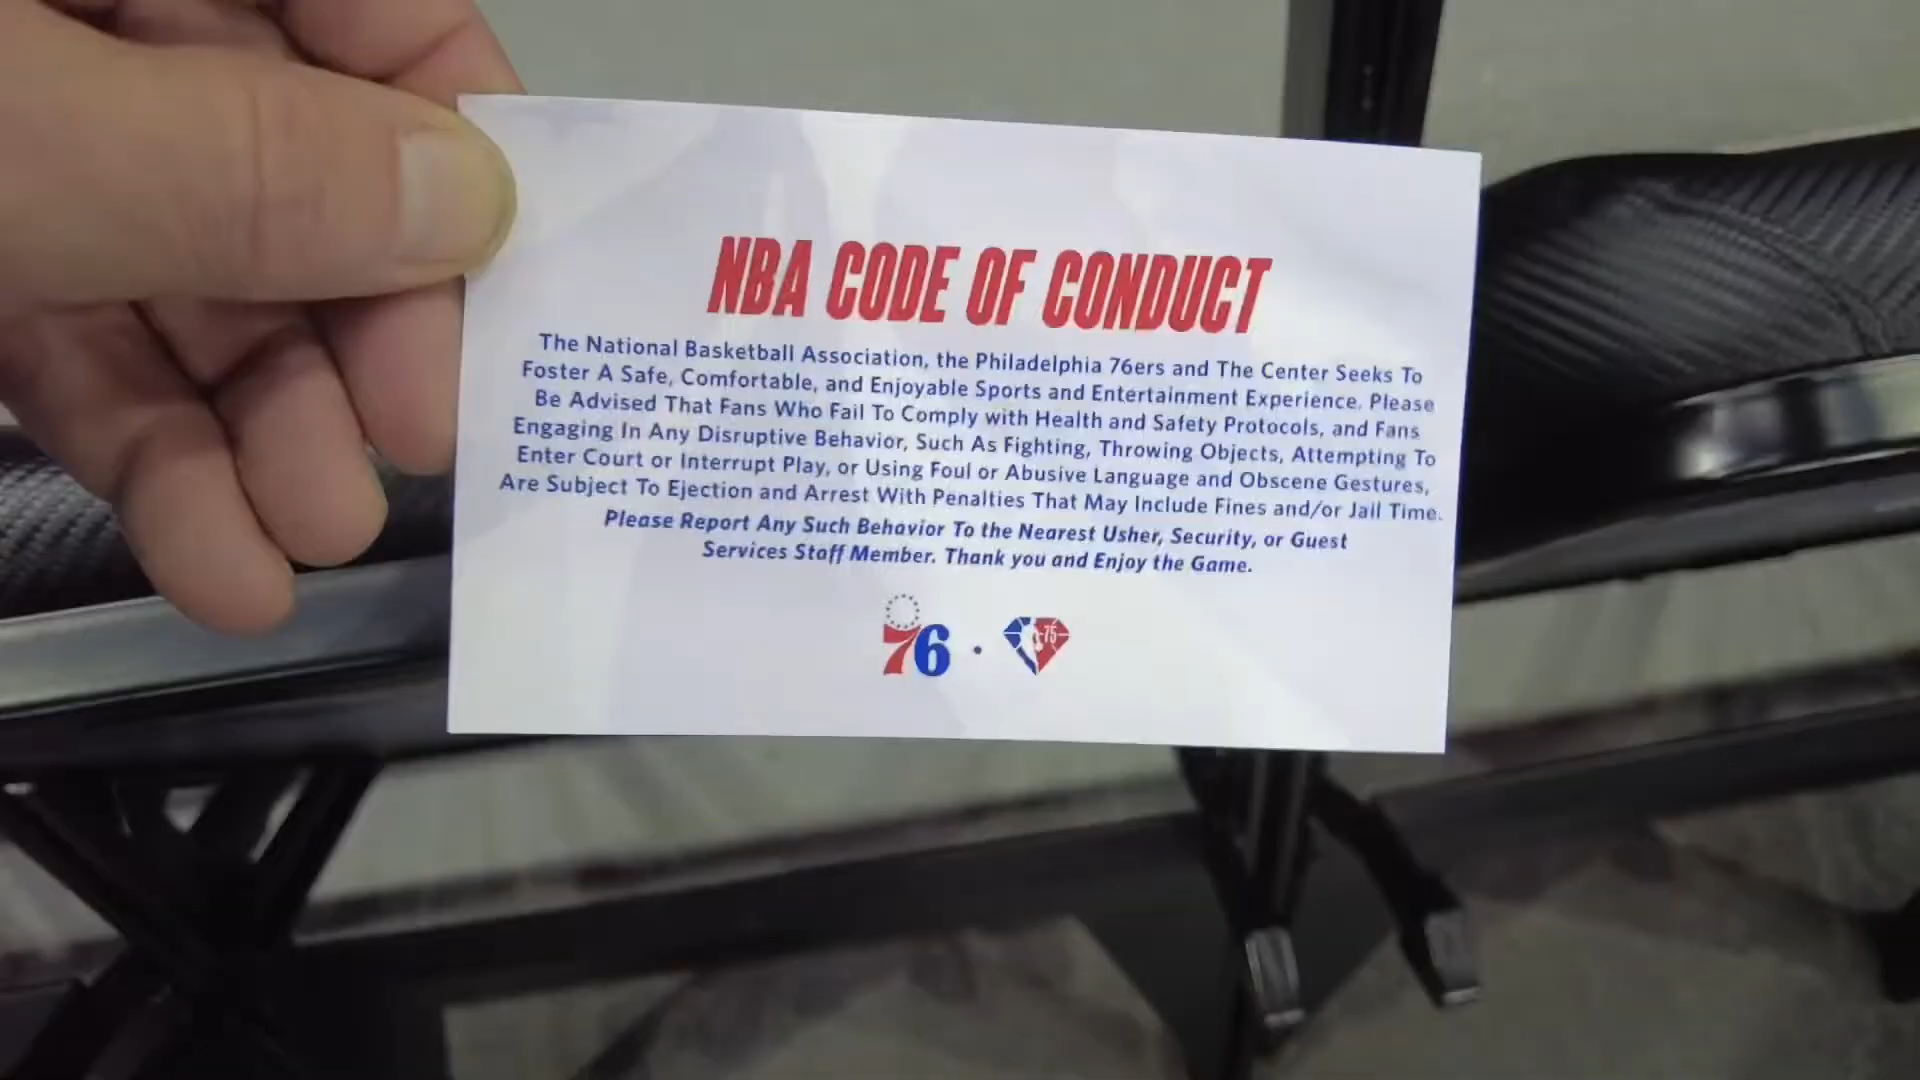 NBA CODE OF CONDUCT
The National Basketball Association, the Philadelphia 76ers and The Center Seeks To
Foster A Safe, Comfortable, and Enjoyable Sports and Entertainment Experience. Please
Be Advised That Fans Who Fail To Comply with Health and Safety Protocols, and Fans
Engaging In Any Disruptive Behavior, Such As Fighting, Throwing Objects, Attempting To
Enter Court or Interrupt Play, or Using Foul or Abusive Language and Obscene Gestures,
Are Subject To Ejection and Arrest With Penalties That May Include Fines and/or Jail Time.
Please Report Any Such Behavior To the Nearest Usher, Security, or Guest
Services Staff Member. Thank you and Enjoy the Game.
76 · 75